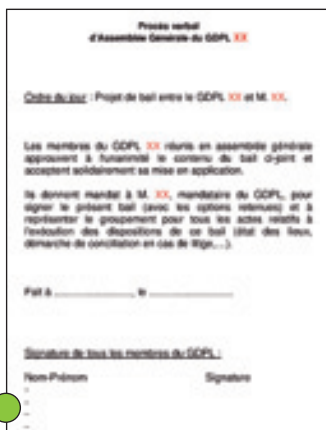 Procès verbal
d'Assemblée Générale du GDPL XX
Ordre du jour : Projet de bail entre le GDPL XX et M. XX.
Les membres du GDPL XX réunis en assemblée générale
approuvent à l'unanimité le contenu du bail ci-joint et
acceptent solidairement sa mise en application.
Ils donnent mandat à M. XX, mandataire du GDPL, pour
signer le présent bail (avec les options retenues) et à
représenter le groupement pour tous les actes relatifs à
l'exécution des dispositions de ce bail (état des lieux,
démarche de conciliation en cas de litige,...).
Fait à _______________, le _______________
Signature de tous les membres du GDPL :
Nom-Prénom Signature
-
-
-
-